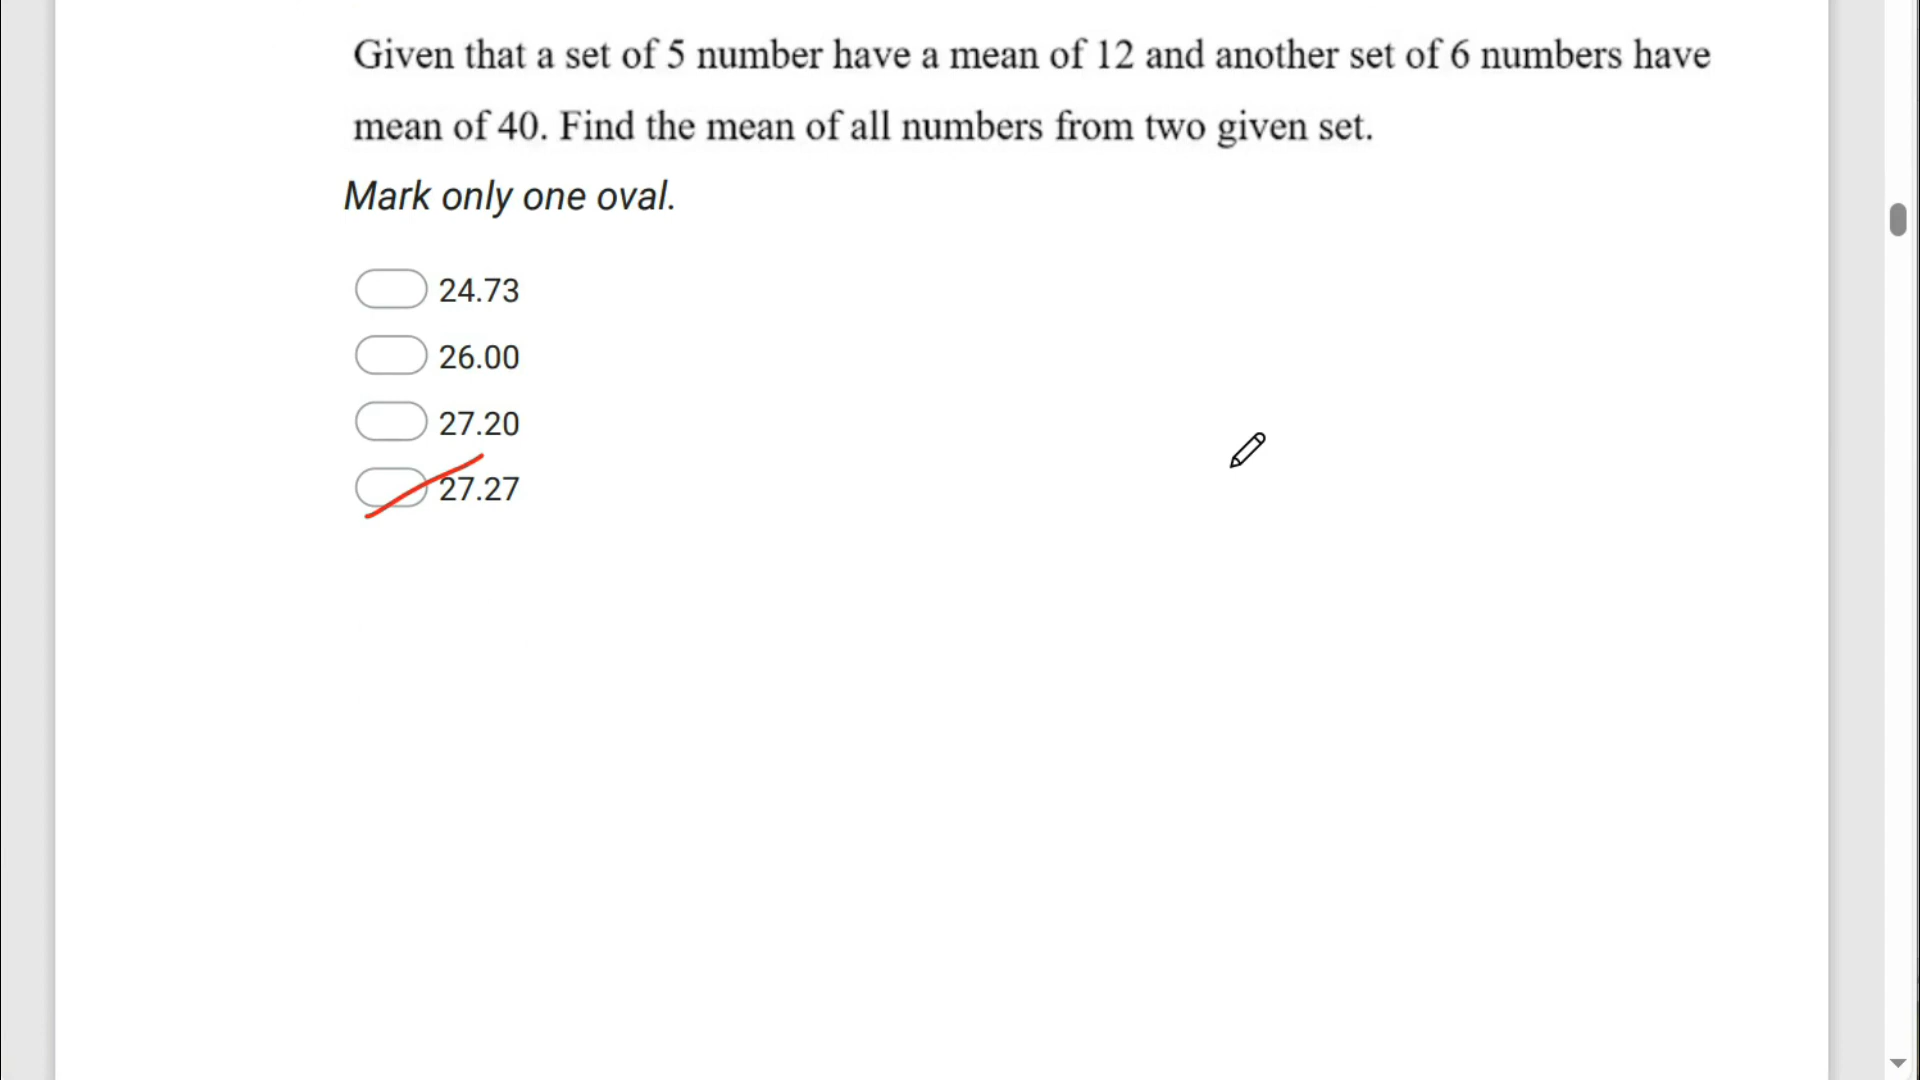 Given that a set of 5 number have a mean of 12 and another set of 6 numbers have
mean of 40. Find the mean of all numbers from two given set.
Mark only one oval.
24.73
26.00
27.20
27.27